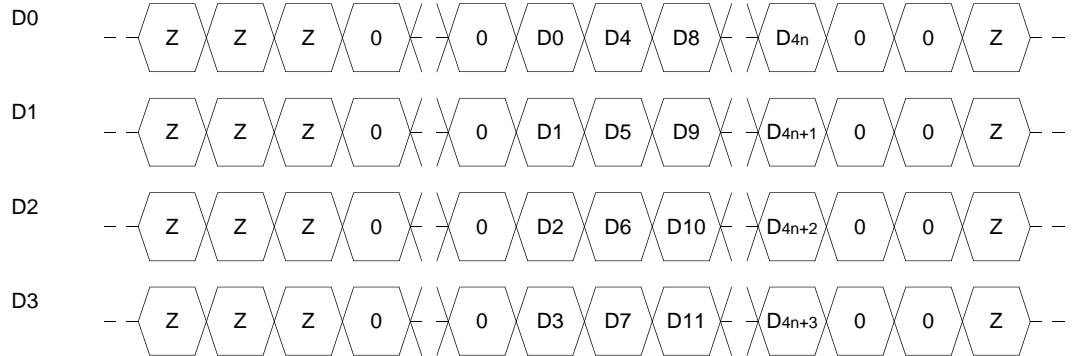 D0
Z Z Z 0 0 D0 D4 D8 D4n 0 0 Z
D1
Z Z Z 0 0 D1 D5 D9 D4n+1 0 0 Z
D2
Z Z Z 0 0 D2 D6 D10 D4n+2 0 0 Z
D3
Z Z Z 0 0 D3 D7 D11 D4n+3 0 0 Z